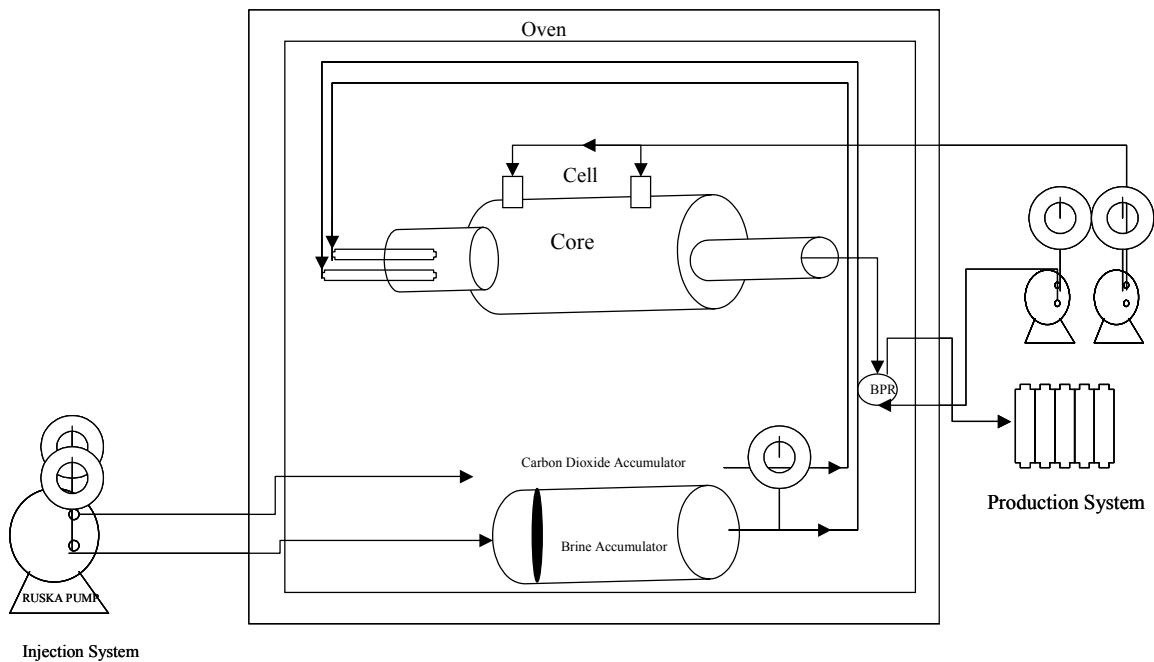 Oven
Cell
Core
BPR
Carbon Dioxide Accumulator
Production System
Brine Accumulator
RUSKA PUMP
Injection System